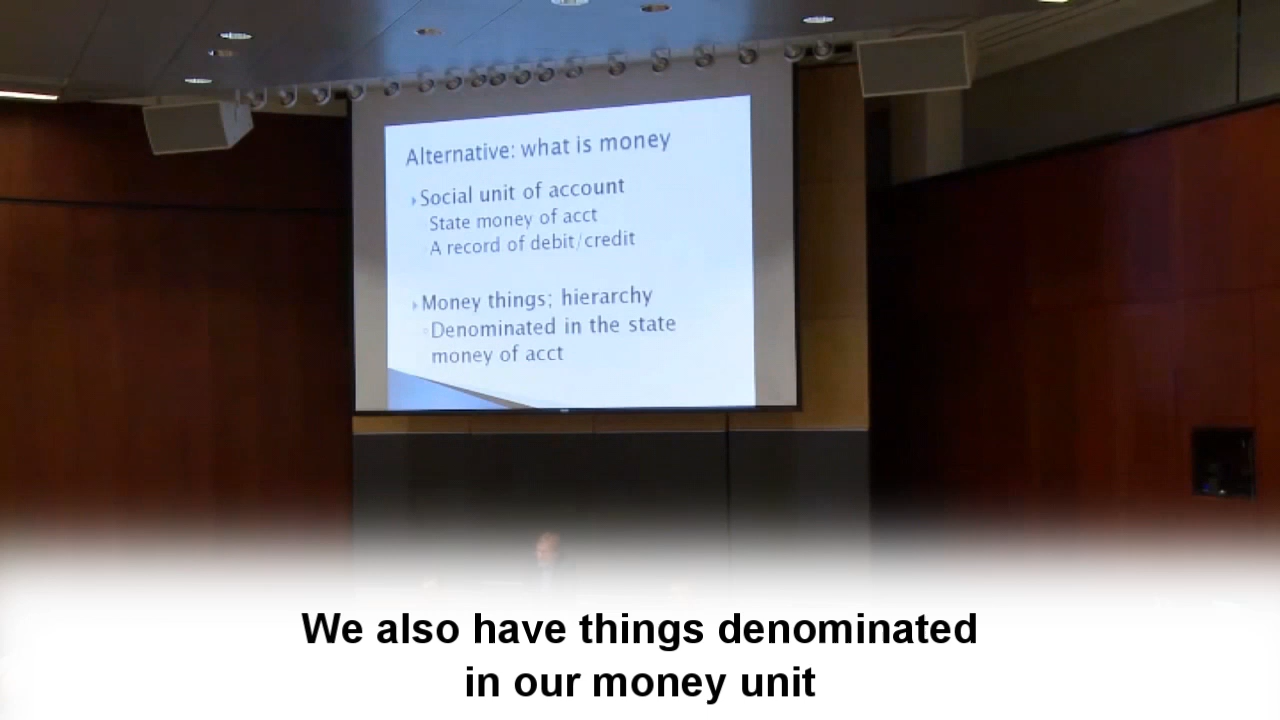 Alternative: what is money
Social unit of account
State money of acct
A record of debit/credit
Money things; hierarchy
Denominated in the state
money of acct
We also have things denominated
in our money unit